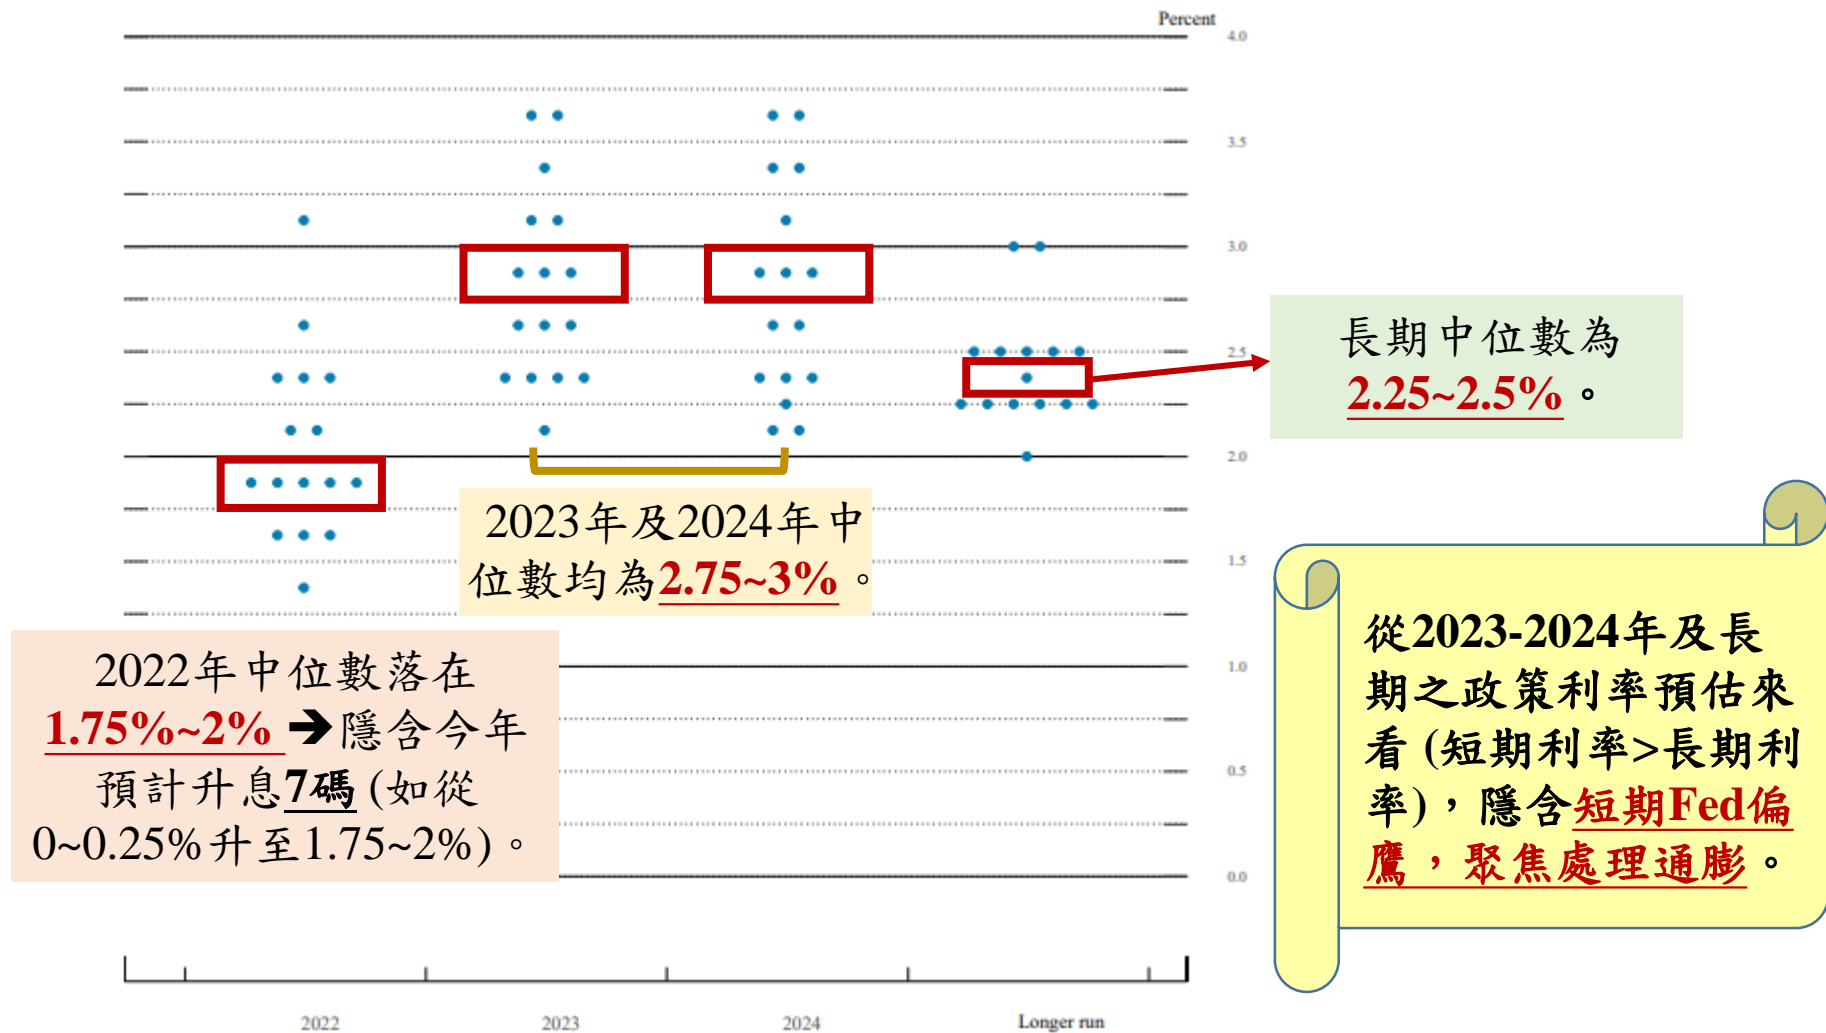 Percent
4.0
3.5
3.0
2.5
2.0
1.5
1.0
0.5
0.0
2022
2023
2024
Longer run
長期中位數為
2.25~2.5%。
2023年及2024年中
位數均為2.75~3%。
2022年中位數落在
1.75%~2% ➔隱含今年
預計升息7碼 (如從
0~0.25%升至1.75~2%)。
從2023-2024年及長
期之政策利率預估來
看 (短期利率>長期利
率)，隱含短期Fed偏
鷹，聚焦處理通膨。